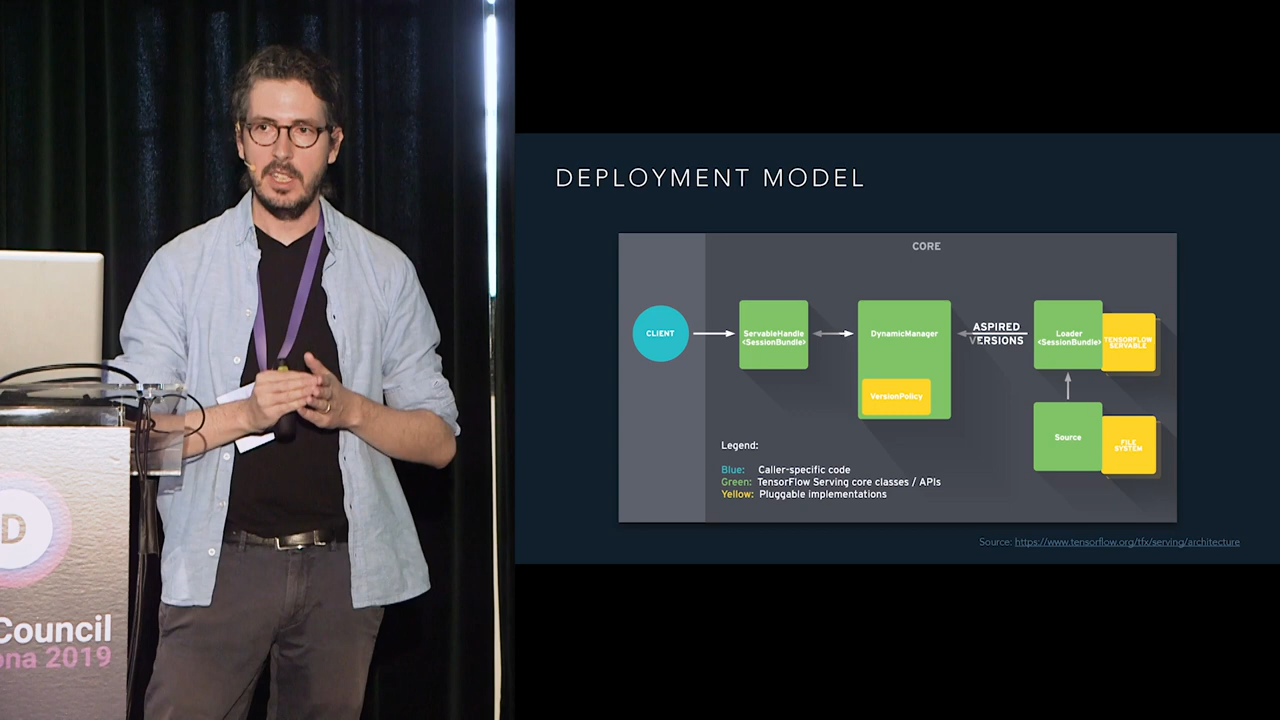 D
Council
ona 2019
DEPLOYMENT MODEL
CORE
CLIENT
ServableHandle
<SessionBundle>
DynamicManager
VersionPolicy
ASPIRED
VERSIONS
Loader
<SessionBundle>
TENSORFLOW
SERVABLE
Source
FILE
SYSTEM
Legend:
Blue: Caller-specific code
Green: TensorFlow Serving core classes / APIs
Yellow: Pluggable implementations
Source: https://www.tensorflow.org/tfx/serving/architecture